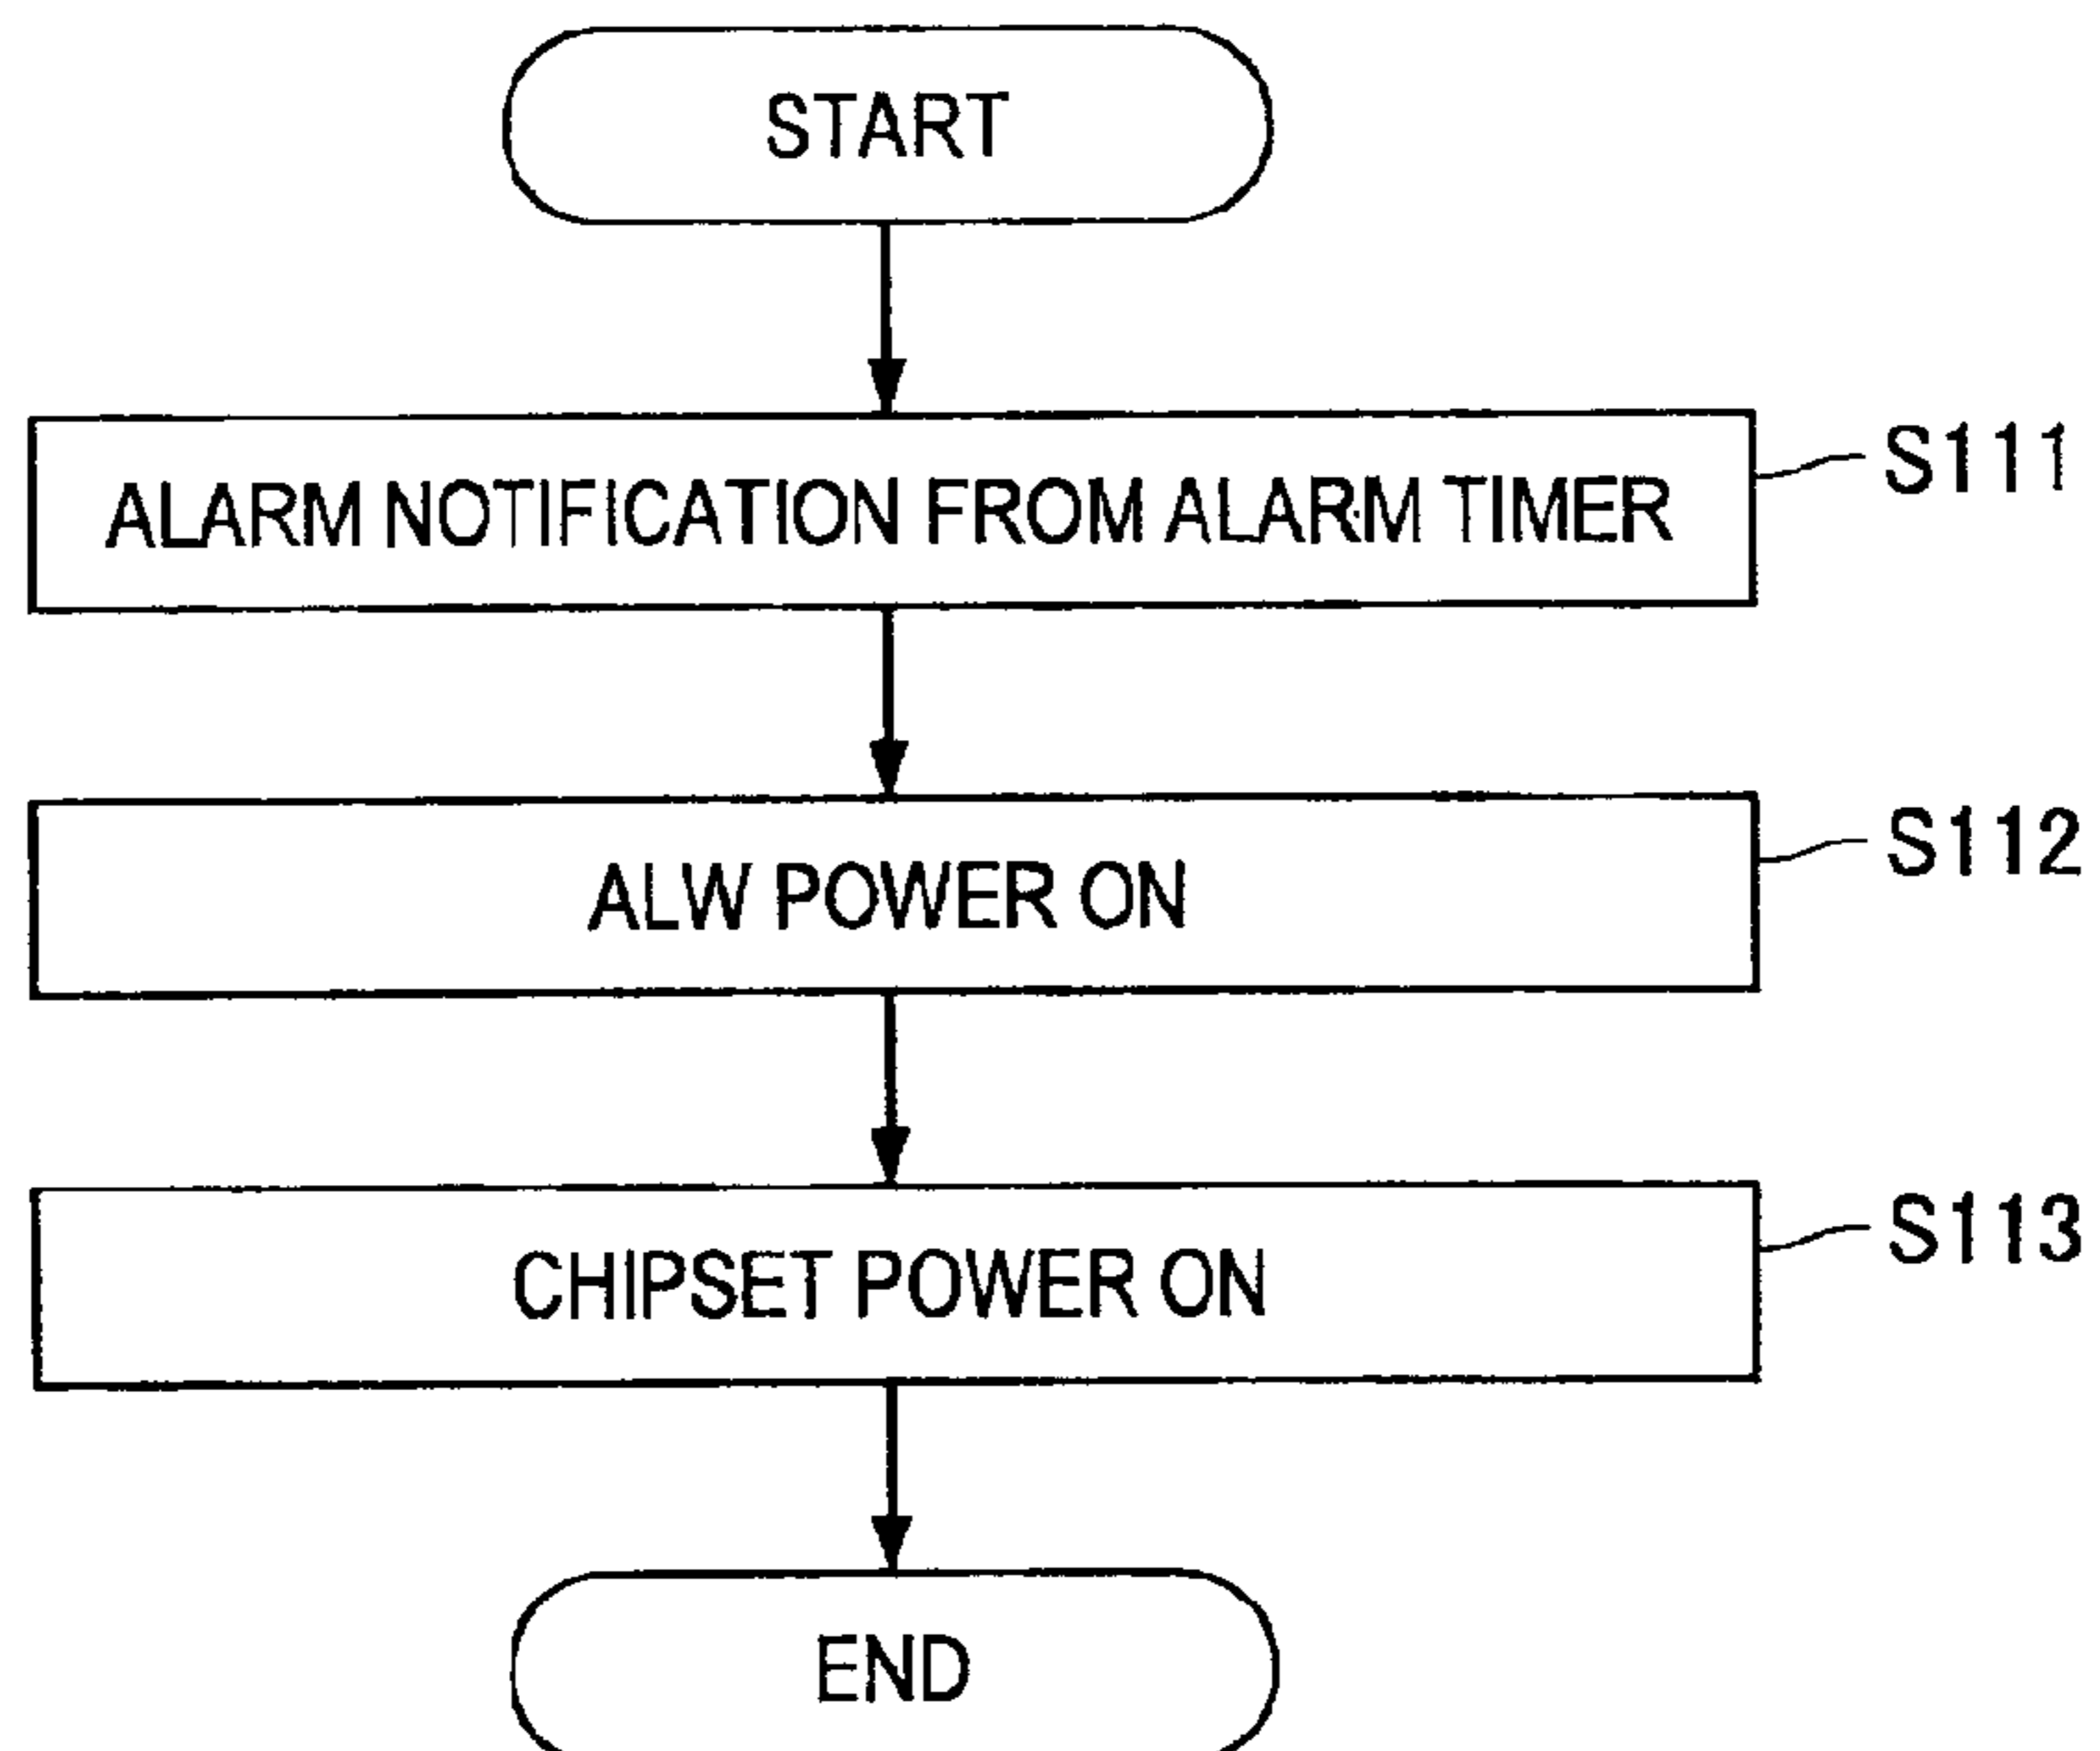 START
ALARM NOTIFICATION FROM ALARM TIMER
S111
ALW POWER ON
S112
CHIPSET POWER ON
S113
END